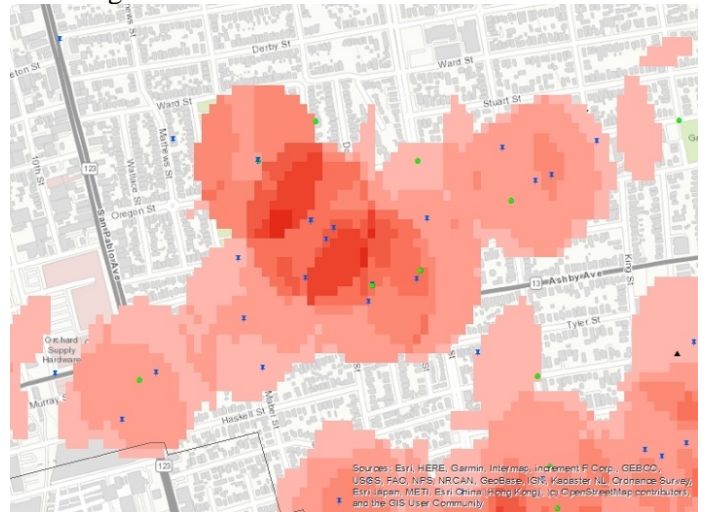 Derby St
Ward St
Ward St
Stuart St
eton St
Mathews St
10th St
123
Wallace St
Oregon St
San Pablo Ave
King St
13
Ashby Ave
Tyler St
Orchard
Supply
Hardware
Murray S
Mabel St
Haskell St
123
Sources: Esri, HERE, Garmin, Intermap, increment P Corp., GEBCO,
USGS, FAO, NPS, NRCAN, GeoBase, IGN, Kadaster NL, Ordnance Survey,
Esri Japan, METI, Esri China (Hong Kong), (c) OpenStreetMap contributors,
and the GIS User Community